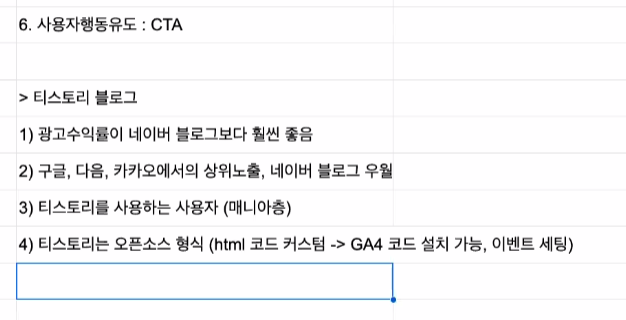 6. 사용자행동유도 : CTA
> 티스토리 블로그
1) 광고수익률이 네이버 블로그보다 훨씬 좋음
2) 구글, 다음, 카카오에서의 상위노출, 네이버 블로그 우월
3) 티스토리를 사용하는 사용자 (매니아층)
4) 티스토리는 오픈소스 형식 (html 코드 커스텀 -> GA4 코드 설치 가능, 이벤트 세팅)